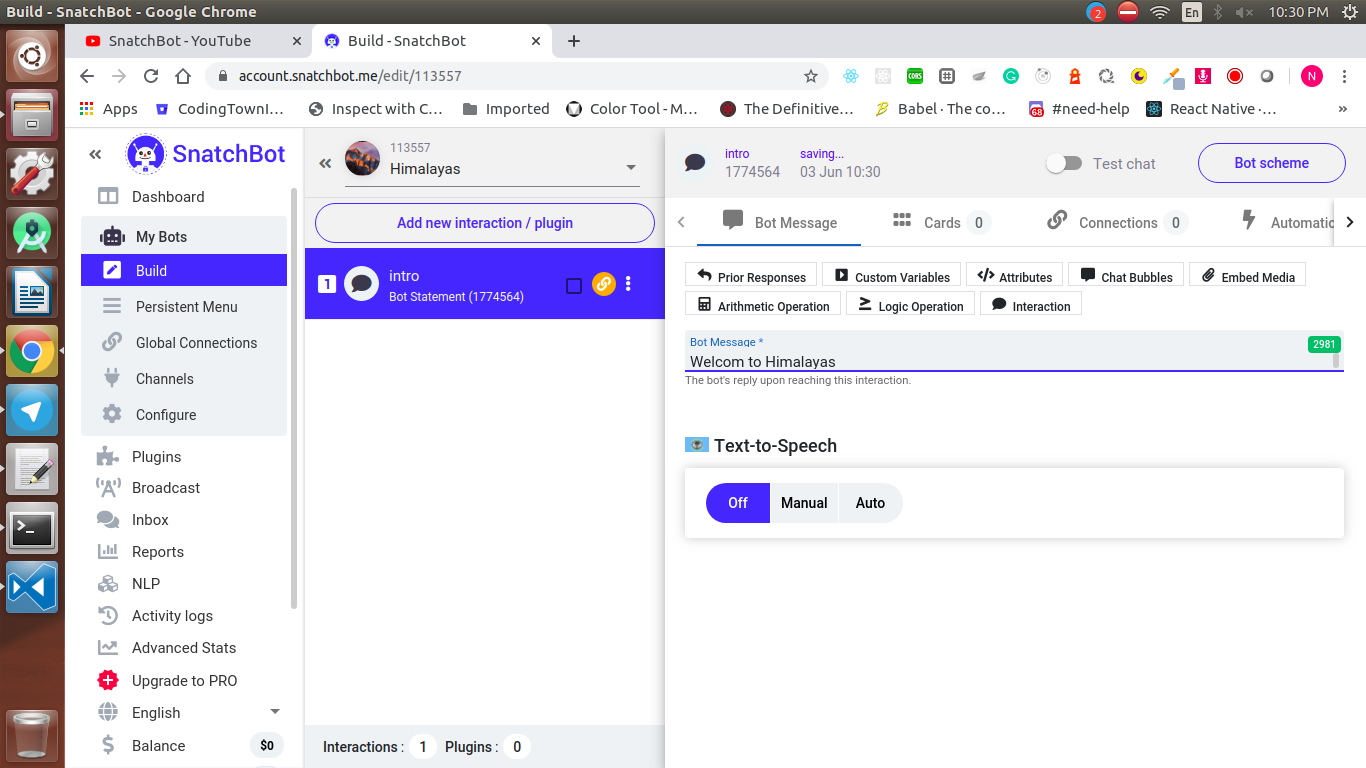 Build - SnatchBot - Google Chrome
2
En
10:30 PM
SnatchBot - YouTube
Build - SnatchBot
account.snatchbot.me/edit/113557
CORS
N
Apps
CodingTownI...
Inspect with C...
Imported
Color Tool - M...
The Definitive...
Babel · The co...
68
#need-help
React Native ·...
»
SnatchBot
Dashboard
My Bots
Build
Persistent Menu
Global Connections
Channels
Configure
Plugins
Broadcast
Inbox
Reports
NLP
Activity logs
Advanced Stats
Upgrade to PRO
English
Balance $0
113557
Himalayas
Add new interaction / plugin
1
intro
Bot Statement (1774564)
Interactions : 1 Plugins : 0
intro
1774564
saving...
03 Jun 10:30
Test chat
Bot scheme
Bot Message
Cards 0
Connections 0
Automatic
Prior Responses
Custom Variables
Attributes
Chat Bubbles
Embed Media
Arithmetic Operation
Logic Operation
Interaction
Bot Message *
2981
Welcom to Himalayas
The bot's reply upon reaching this interaction.
Text-to-Speech
Off
Manual
Auto